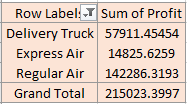 Row Labels Sum of Profit
Delivery Truck 57911.45454
Express Air 14825.6259
Regular Air 142286.3193
Grand Total 215023.3997